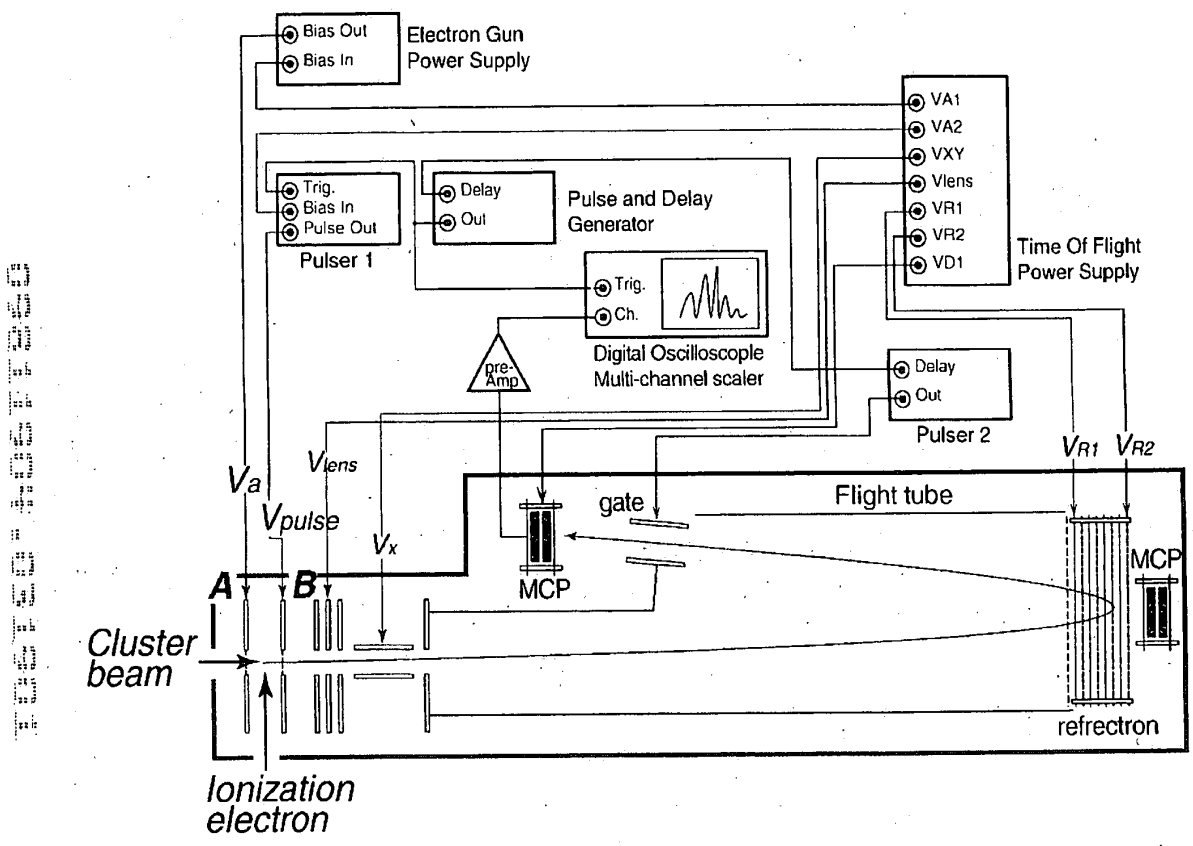 Bias Out
Bias In
Electron Gun
Power Supply
VA1
VA2
VXY
Vlens
VR1
VR2
VD1
Time Of Flight
Power Supply
Trig.
Bias In
Pulse Out
Pulser 1
Delay
Out
Pulse and Delay
Generator
Trig.
Ch.
Digital Oscilloscople
Multi-channel scaler
pre-
Amp
Delay
Out
Pulser 2
Va
Vpulse
Vlens
Vx
VR1
VR2
gate
Flight tube
MCP
MCP
A
B
Cluster
beam
refrectron
Ionization
electron